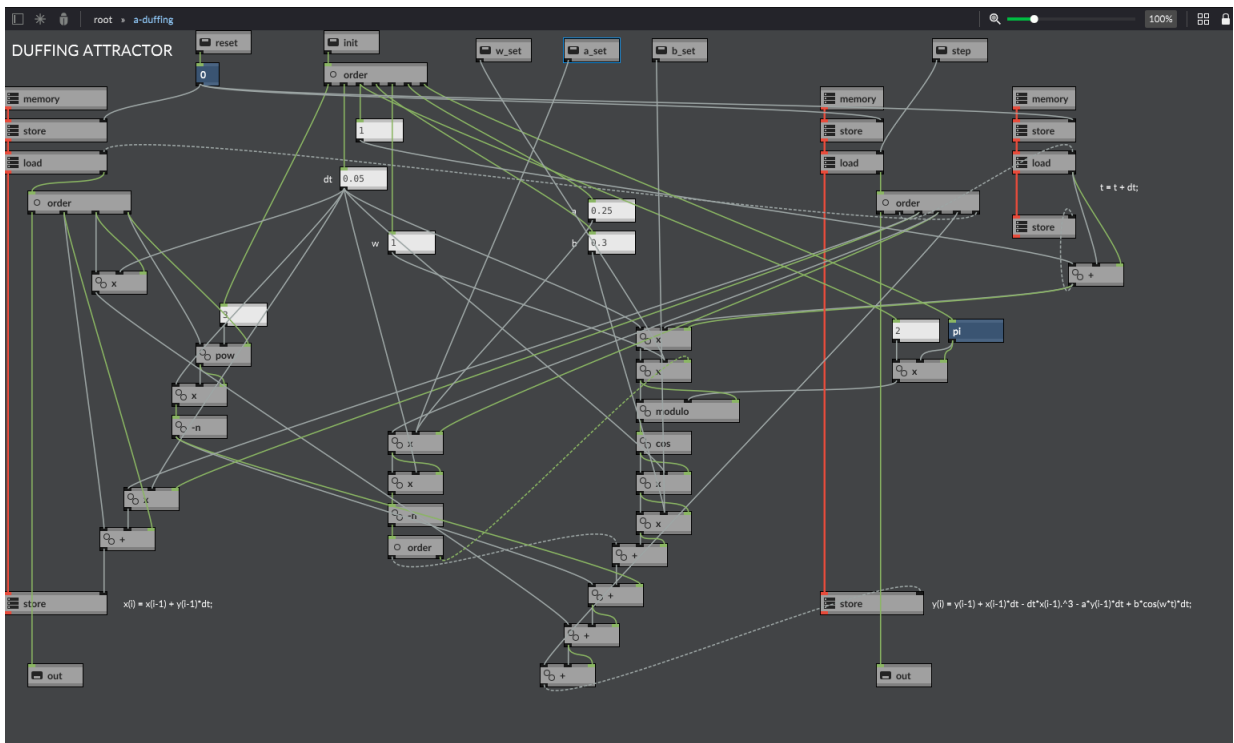 root » a-duffing
100%
DUFFING ATTRACTOR
reset
init
w_set
a_set
b_set
step
0
order
memory
memory
memory
store
store
store
1
load
load
load
dt
0.05
t = t + dt;
order
order
a
0.25
store
w
1
b
0.3
+
x
3
2
pi
x
pow
x
x
x
modulo
-n
x
cos
x
x
x
-n
x
+
order
+
+
store
x(i) = x(i-1) + y(i-1)*dt;
store
y(i) = y(i-1) + x(i-1)*dt - dt*x(i-1).^3 - a*y(i-1)*dt + b*cos(w*t)*dt;
+
out
+
out